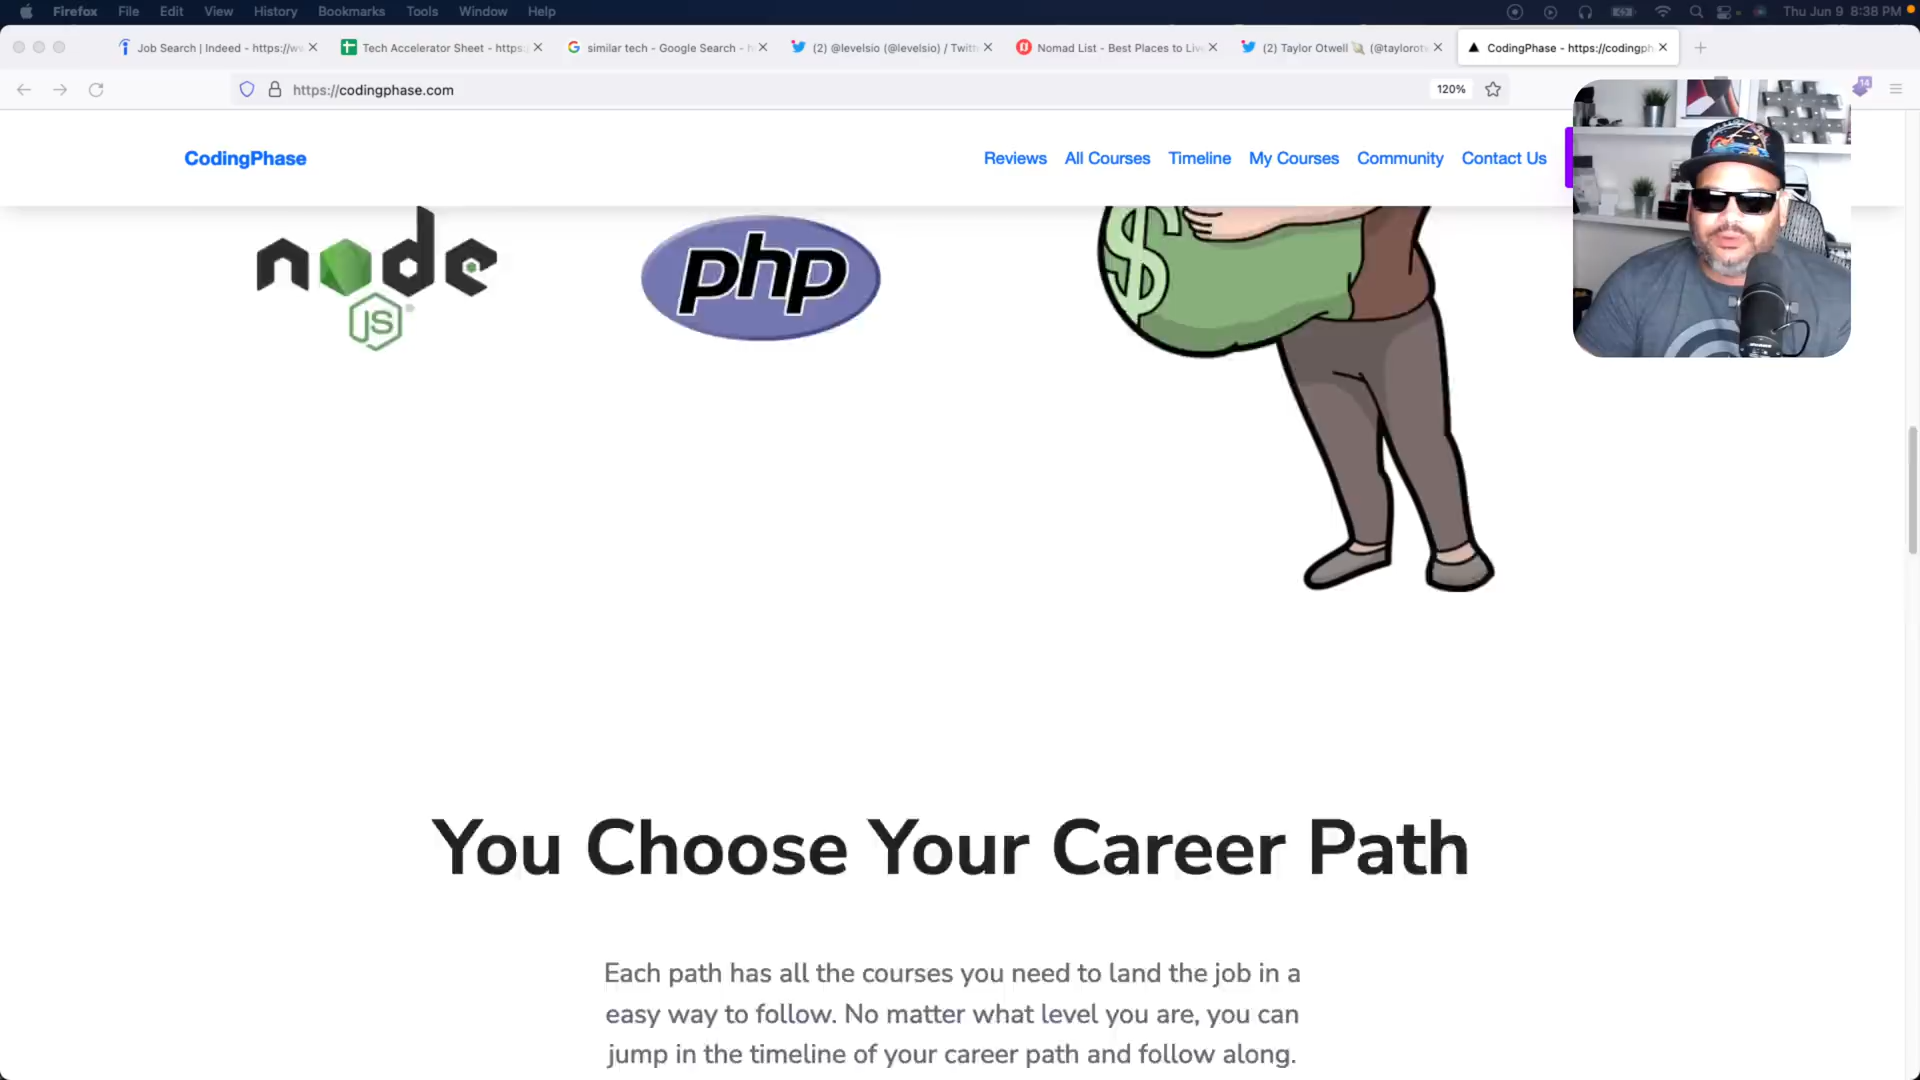 Firefox File Edit View History Bookmarks Tools Window Help Thu Jun 9 8:38 PM
Job Search | Indeed - https://we Tech Accelerator Sheet - https: similar tech - Google Search - h (2) @levelsio (@levelsio) / Twitt Nomad List - Best Places to Liv (2) Taylor Otwell (@taylorot CodingPhase - https://codingph
https://codingphase.com 120% 14
CodingPhase Reviews All Courses Timeline My Courses Community Contact Us
node
JS
php
$
You Choose Your Career Path
Each path has all the courses you need to land the job in a
easy way to follow. No matter what level you are, you can
jump in the timeline of your career path and follow along.